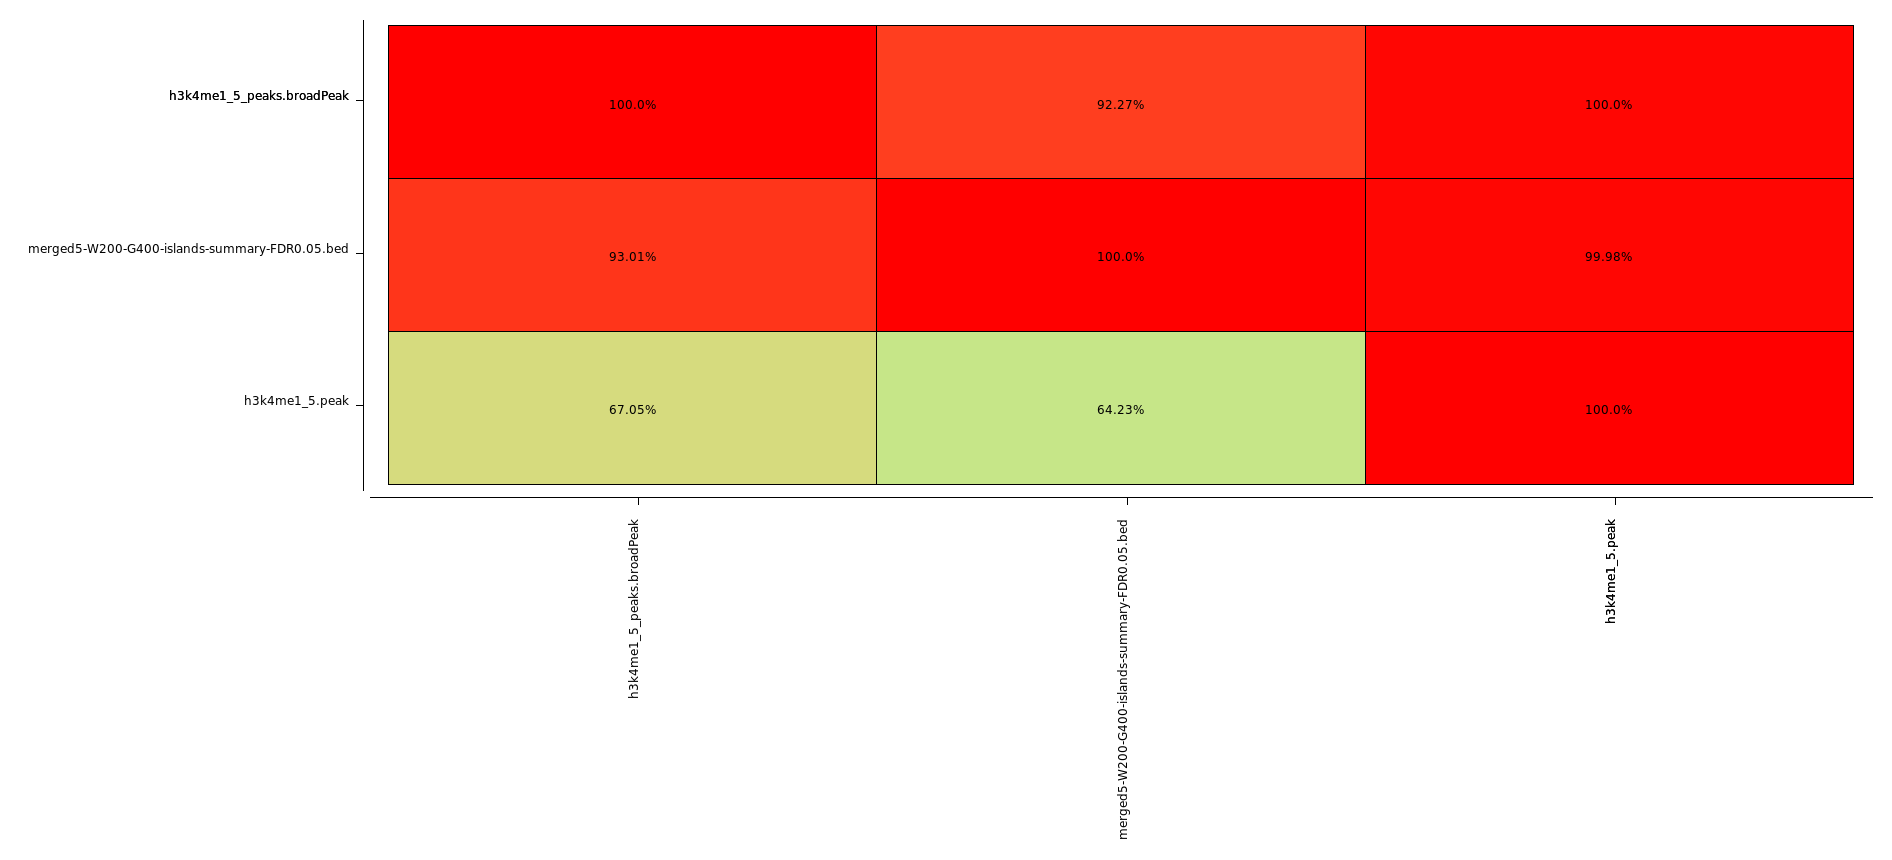 h3k4me1_5_peaks.broadPeak
100.0%
92.27%
100.0%
merged5-W200-G400-islands-summary-FDR0.05.bed
93.01%
100.0%
99.98%
h3k4me1_5.peak
67.05%
64.23%
100.0%
h3k4me1_5_peaks.broadPeak
merged5-W200-G400-islands-summary-FDR0.05.bed
h3k4me1_5.peak